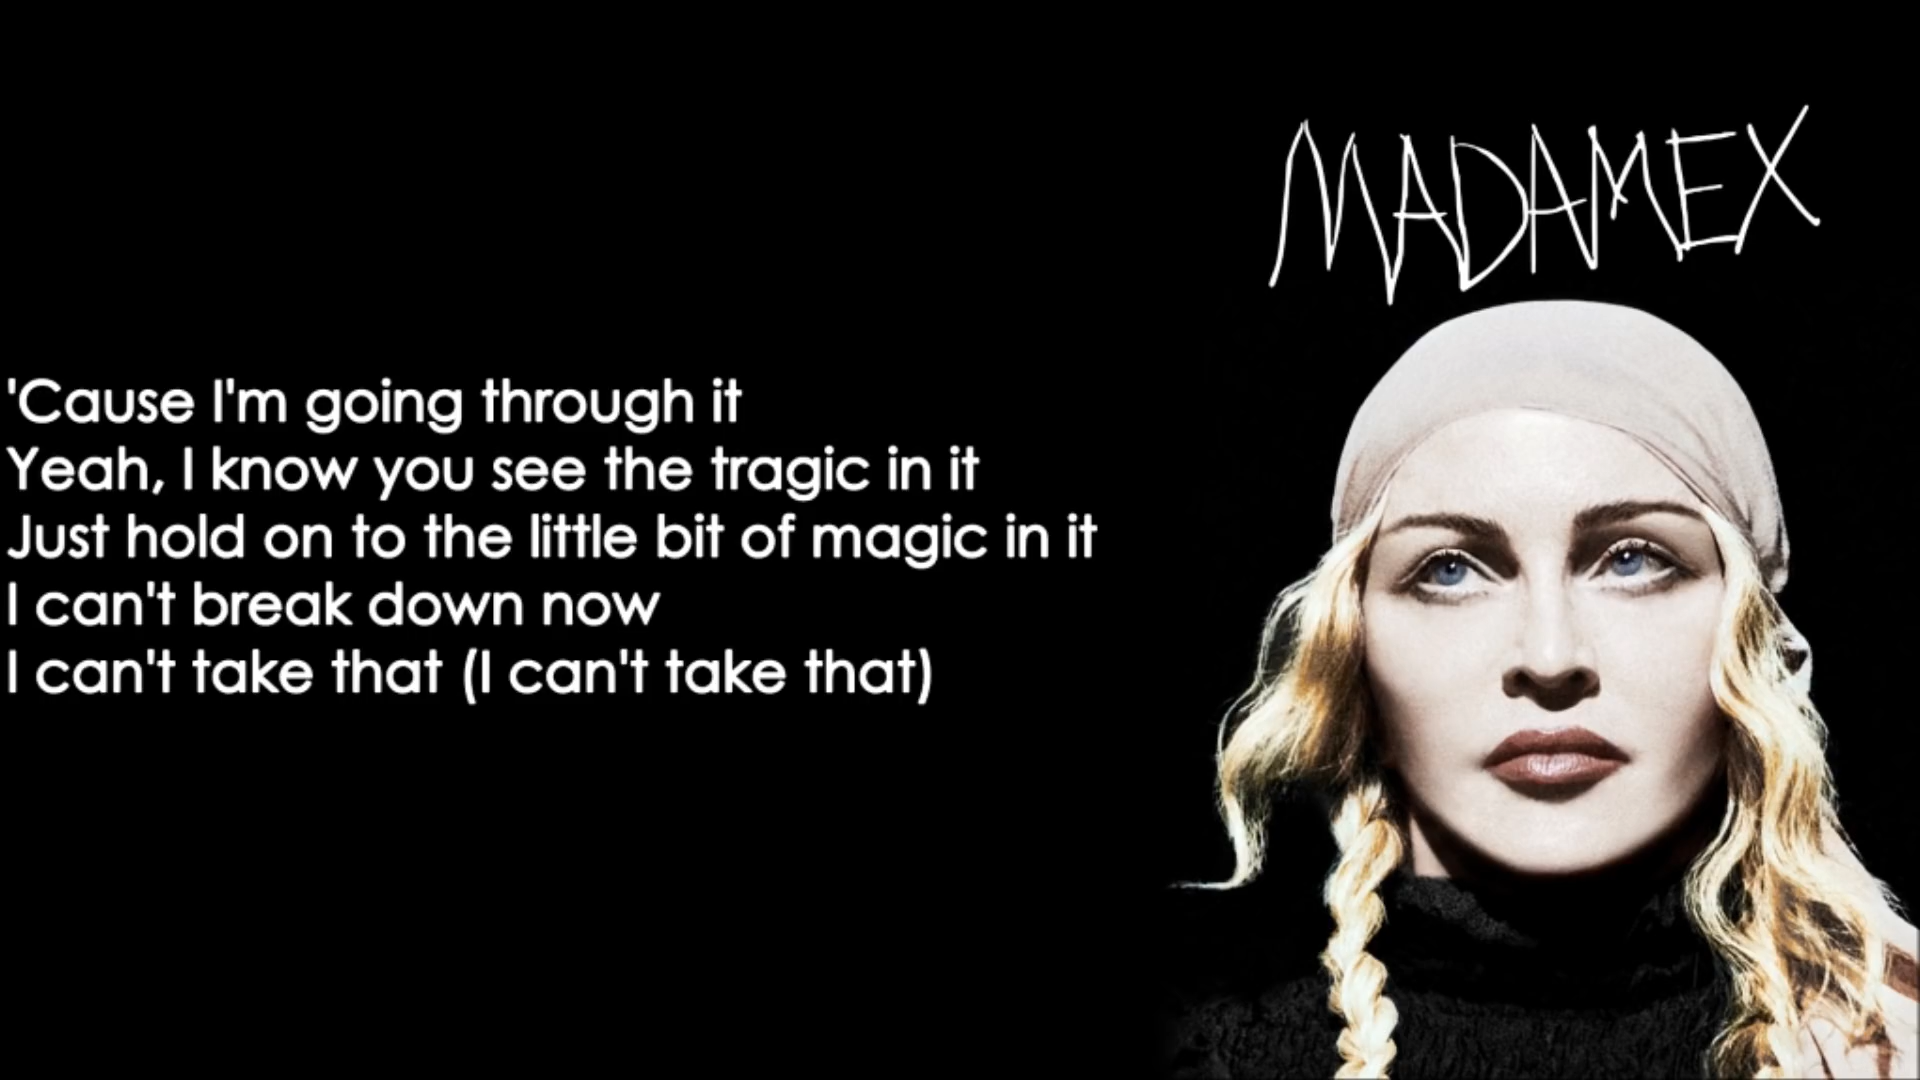 MADAME X
'Cause I'm going through it
Yeah, I know you see the tragic in it
Just hold on to the little bit of magic in it
I can't break down now
I can't take that (I can't take that)